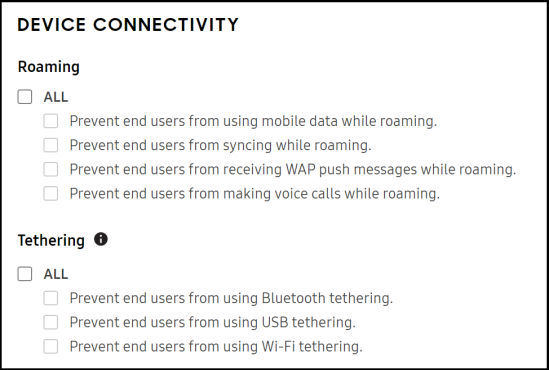 DEVICE CONNECTIVITY
Roaming
ALL
Prevent end users from using mobile data while roaming.
Prevent end users from syncing while roaming.
Prevent end users from receiving WAP push messages while roaming.
Prevent end users from making voice calls while roaming.
Tethering
ALL
Prevent end users from using Bluetooth tethering.
Prevent end users from using USB tethering.
Prevent end users from using Wi-Fi tethering.